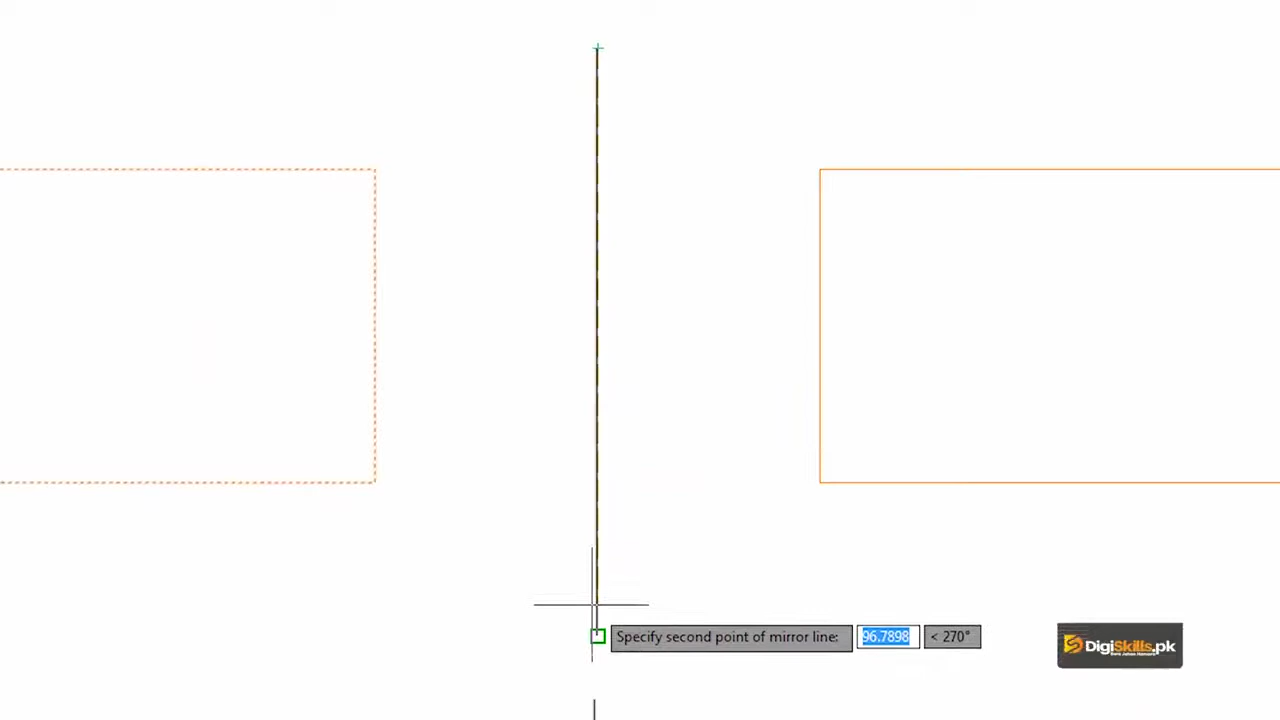 Specify second point of mirror line: 96.7898 < 270°
DigiSkills.pk